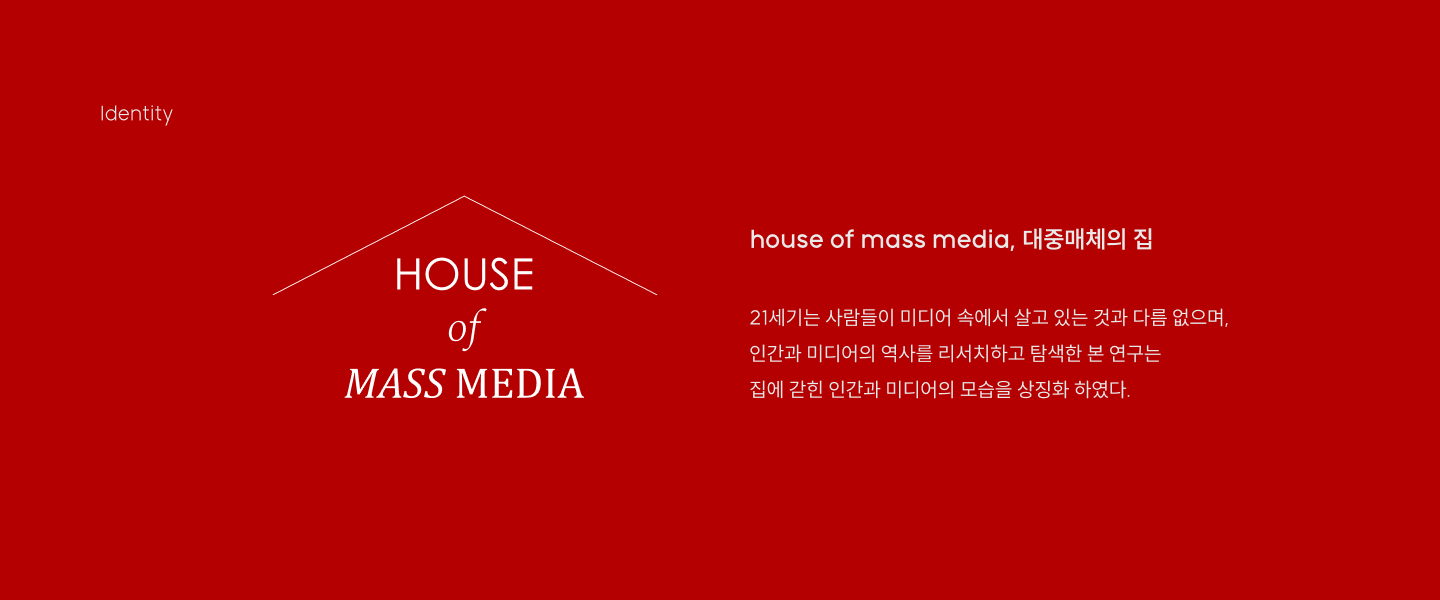 Identity
HOUSE
of
MASS MEDIA
house of mass media, 대중매체의 집
21세기는 사람들이 미디어 속에서 살고 있는 것과 다름 없으며,
인간과 미디어의 역사를 리서치하고 탐색한 본 연구는
집에 갇힌 인간과 미디어의 모습을 상징화 하였다.